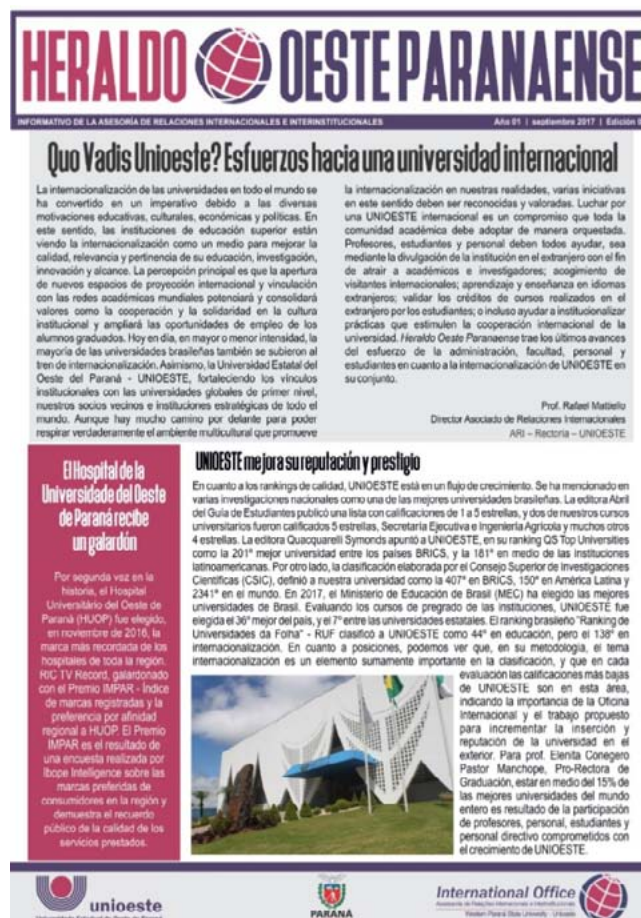 HERALDO OESTE PARANAENSE
INFORMATIVO DE LA ASESORÍA DE RELACIONES INTERNACIONALES E INTERINSTITUCIONALES
Año 01 | septiembre 2017 | Edición
Quo Vadis Unioeste? Esfuerzos hacia una universidad internacional
La internacionalización de las universidades en todo el mundo se
ha convertido en un imperativo debido a las diversas
motivaciones educativas, culturales, económicas y políticas. En
este sentido, las instituciones de educación superior están
viendo la internacionalización como un medio para mejorar la
calidad, relevancia y pertinencia de su educación, investigación,
innovación y alcance. La percepción principal es que la apertura
de nuevos espacios de proyección internacional y vinculación
con las redes académicas mundiales potenciará y consolidará
valores como la cooperación y la solidaridad en la cultura
institucional y ampliará las oportunidades de empleo de los
alumnos graduados. Hoy en día, en mayor o menor intensidad, la
mayoría de las universidades brasileñas también se subieron al
tren de internacionalización. Asimismo, la Universidad Estatal del
Oeste del Paraná - UNIOESTE, fortaleciendo los vínculos
institucionales con las universidades globales de primer nivel,
nuestros socios vecinos e instituciones estratégicas de todo el
mundo. Aunque hay mucho camino por delante para poder
respirar verdaderamente el ambiente multicultural que promueve
la internacionalización en nuestras realidades, varias iniciativas
en este sentido deben ser reconocidas y valoradas. Luchar por
una UNIOESTE internacional es un compromiso que toda la
comunidad académica debe adoptar de manera orquestada.
Profesores, estudiantes y personal deben todos ayudar, sea
mediante la divulgación de la institución en el extranjero con el fin
de atraer a académicos e investigadores; acogimiento de
visitantes internacionales; aprendizaje y enseñanza en idiomas
extranjeros; validar los créditos de cursos realizados en el
extranjero por los estudiantes; o incluso ayudar a institucionalizar
prácticas que estimulen la cooperación internacional de la
universidad. Heraldo Oeste Paranaense trae los últimos avances
del esfuerzo de la administración, facultad, personal y
estudiantes en cuanto a la internacionalización de UNIOESTE en
su conjunto.
Prof. Rafael Mattiello
Director Asociado de Relaciones Internacionales
ARI – Rectoria – UNIOESTE
El Hospital de la
Universidade del Oeste
de Paraná recibe
un galardón
Por segunda vez en la
historia, el Hospital
Universitário del Oeste de
Paraná (HUOP) fue elegido,
en noviembre de 2016, la
marca más recordada de los
hospitales de toda la región.
RIC TV Record, galardonado
con el Premio IMPAR - Índice
de marcas registradas y la
preferencia por afinidad
regional a HUOP. El Premio
IMPAR es el resultado de
una encuesta realizada por
Ibope Intelligence sobre las
marcas preferidas de
consumidores en la región y
demuestra el recuerdo
público de la calidad de los
servicios prestados.
UNIOESTE mejora su reputación y prestigio
En cuanto a los rankings de calidad, UNIOESTE está en un flujo de crecimiento. Se ha mencionado en
varias investigaciones nacionales como una de las mejores universidades brasileñas. La editora Abril
del Guía de Estudiantes publicó una lista con calificaciones de 1 a 5 estrellas, y dos de nuestros cursos
universitarios fueron calificados 5 estrellas, Secretaria Ejecutiva e Ingeniería Agrícola y muchos otros
4 estrellas. La editora Quacquarelli Symonds apuntó a UNIOESTE, en su ranking QS Top Universities
como la 201ª mejor universidad entre los países BRICS, y la 181ª en medio de las instituciones
latinoamericanas. Por otro lado, la clasificación elaborada por el Consejo Superior de Investigaciones
Científicas (CSIC), definió a nuestra universidad como la 407ª en BRICS, 150ª en América Latina y
2341ª en el mundo. En 2017, el Ministerio de Educación de Brasil (MEC) ha elegido las mejores
universidades de Brasil. Evaluando los cursos de pregrado de las instituciones, UNIOESTE fue
elegida el 36ª mejor del país, y el 7ª entre las universidades estatales. El ranking brasileño "Ranking de
Universidades da Folha" - RUF clasificó a UNIOESTE como 44ª en educación, pero el 138ª en
internacionalización. En cuanto a posiciones, podemos ver que, en su metodología, el tema
internacionalización es un elemento sumamente importante en la clasificación, y que en cada
evaluación las calificaciones más bajas
de UNIOESTE son en esta área,
indicando la importancia de la Oficina
Internacional y el trabajo propuesto
para incrementar la inserción y
reputación de la universidad en el
exterior. Para prof. Elenita Conegero
Pastor Manchope, Pro-Rectora de
Graduación, estar en medio del 15% de
las mejores universidades del mundo
entero es resultado de la participación
de profesores, personal, estudiantes y
personal directivo comprometidos con
el crecimiento de UNIOESTE.
unioeste
PARANÁ
International Office
Western Paraná State University - Unioeste